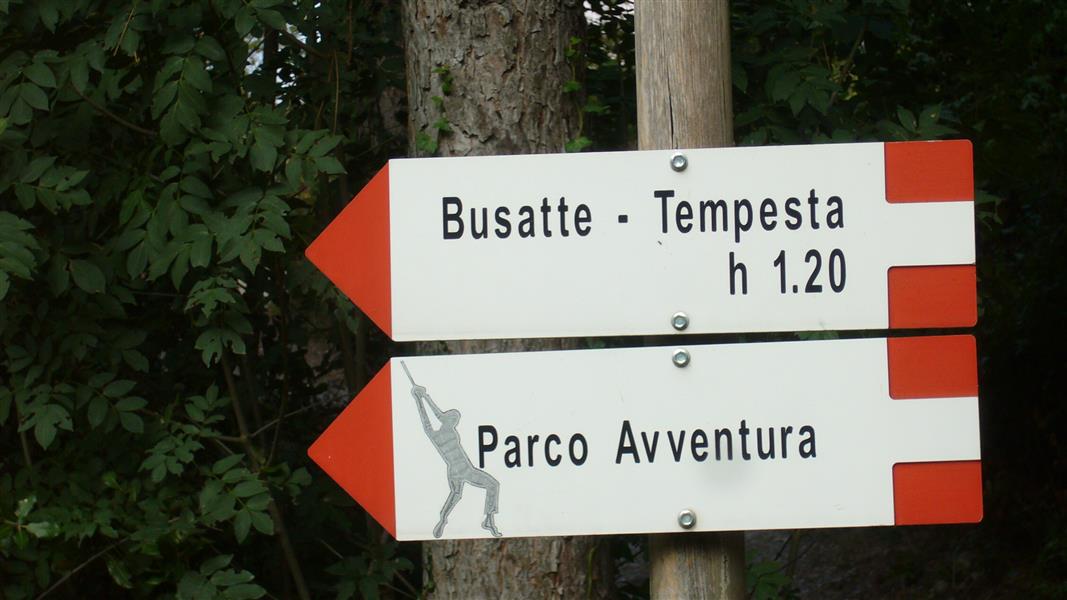 Busatte - Tempesta
h 1.20
Parco Avventura